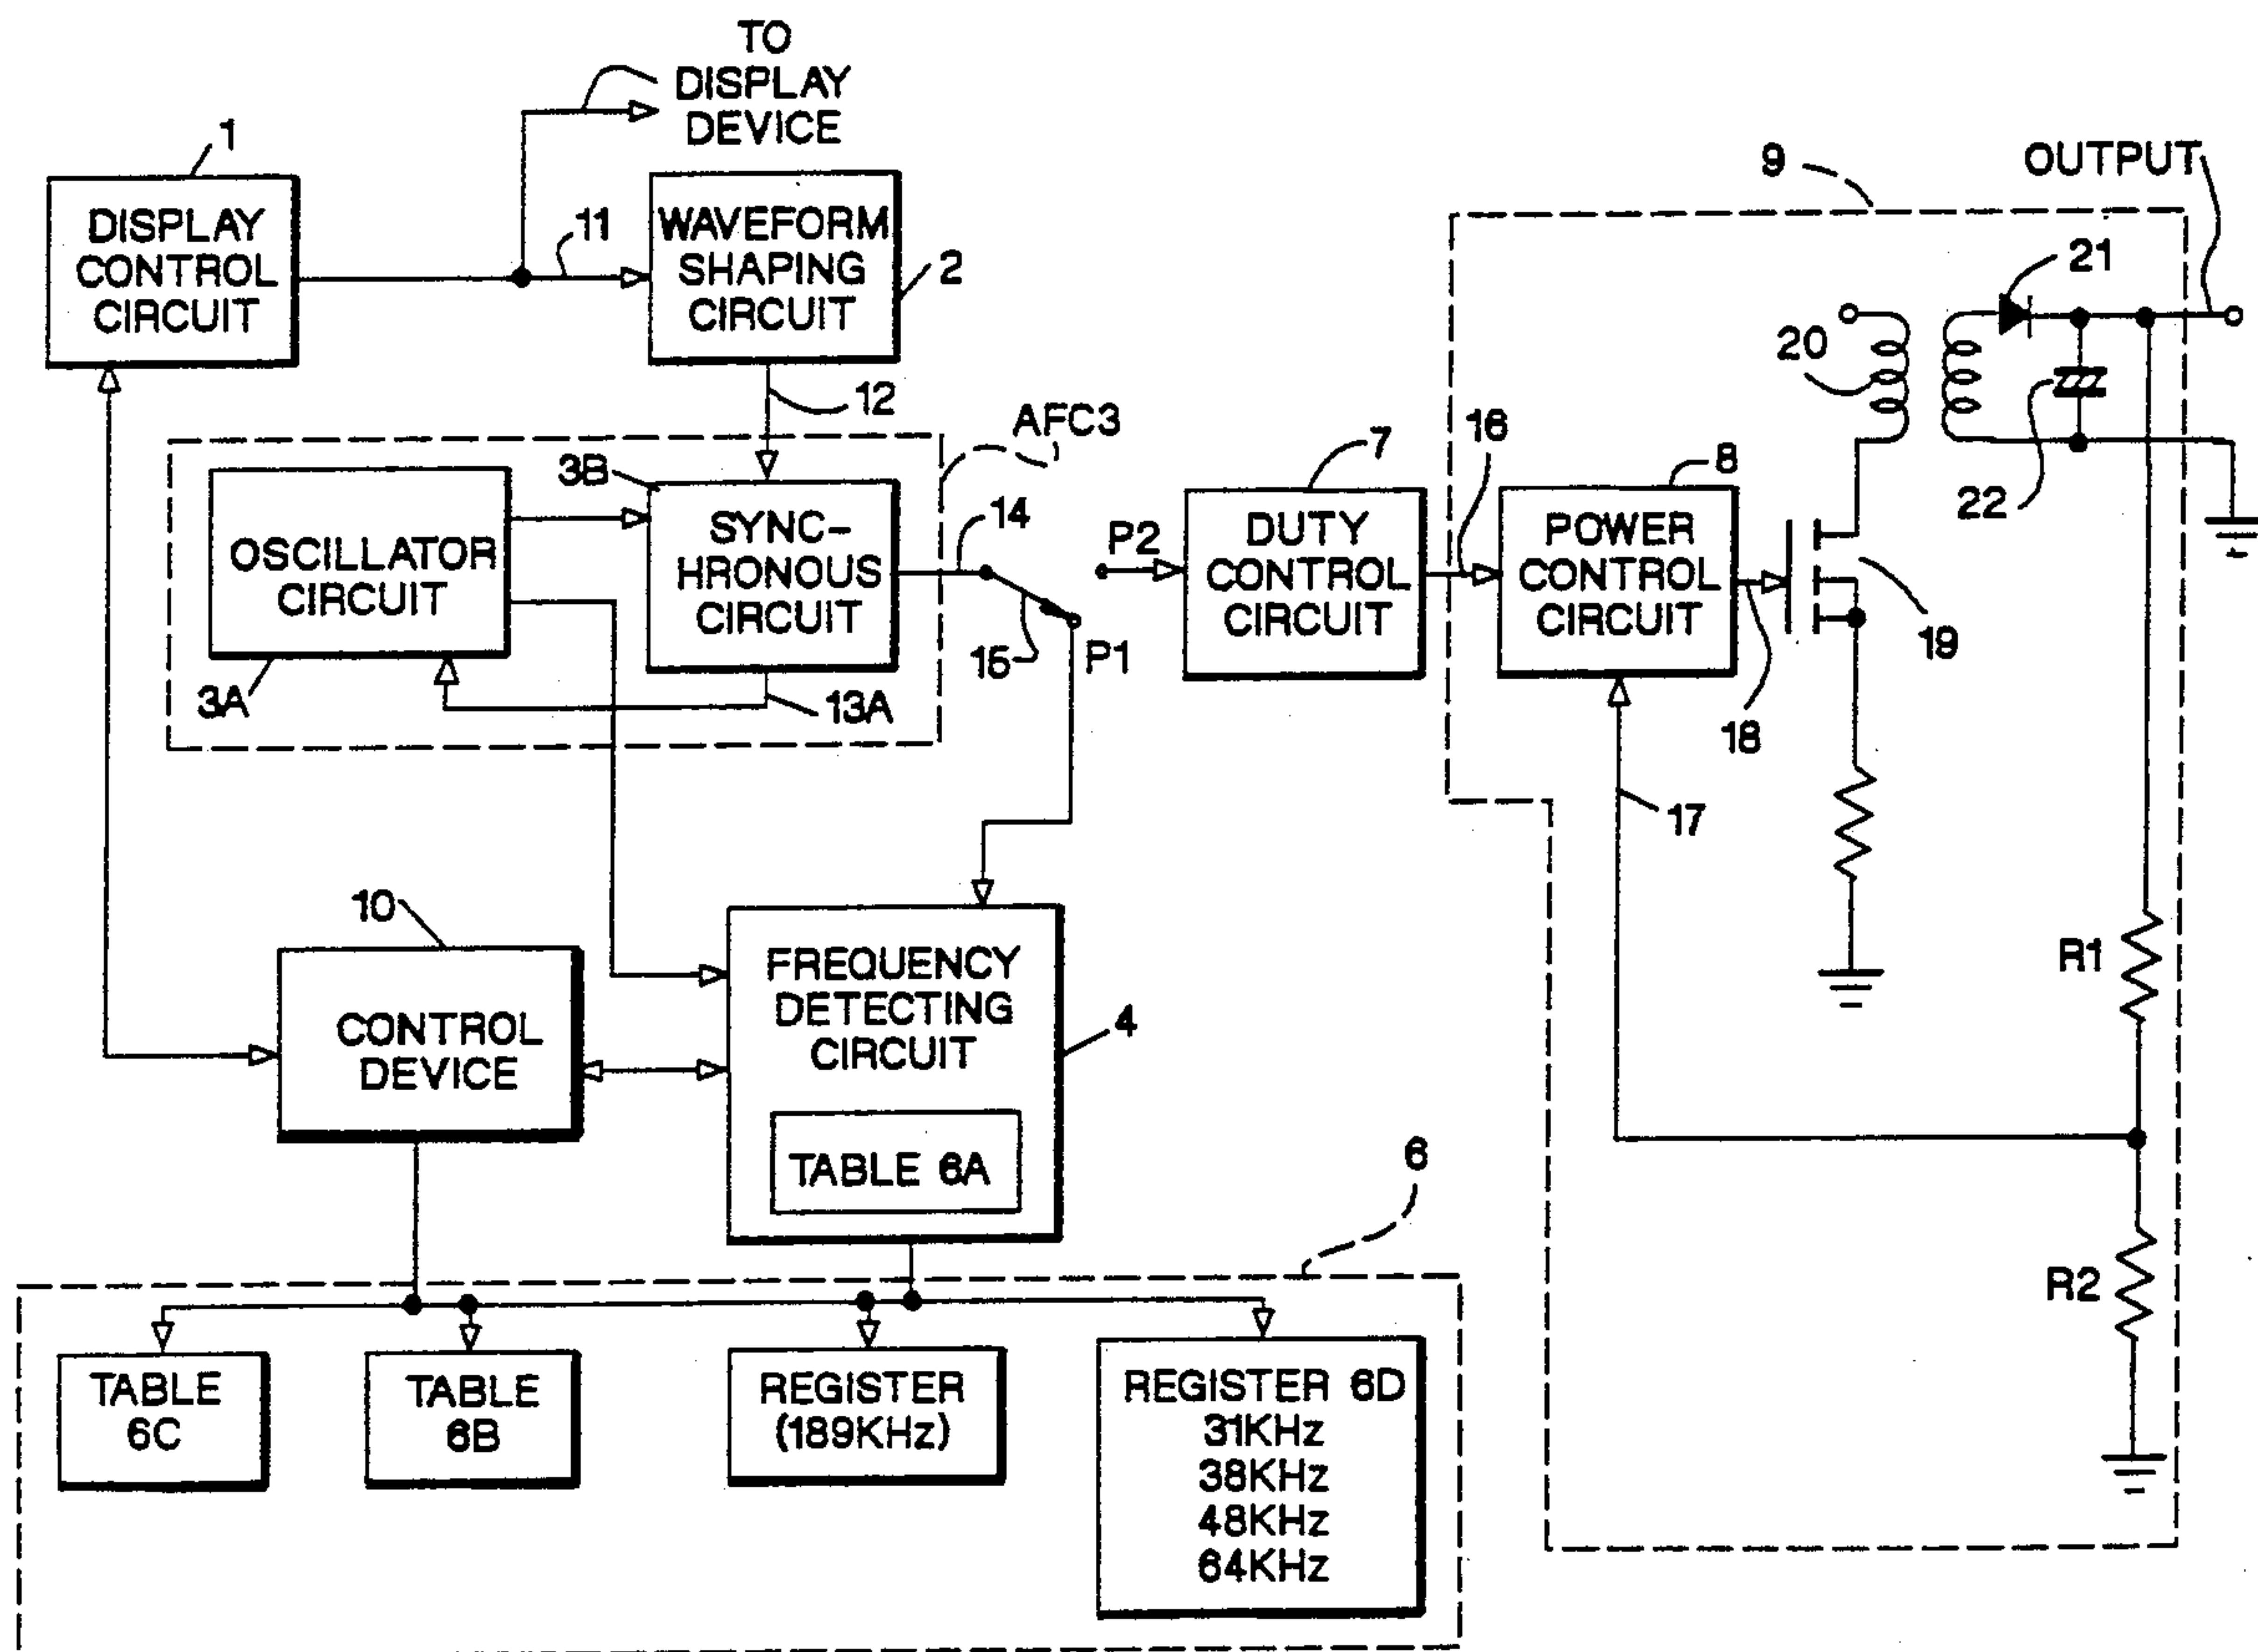 TO
DISPLAY
DEVICE
1
DISPLAY
CONTROL
CIRCUIT
11
WAVEFORM
SHAPING
CIRCUIT
2
12
AFC3
3B
OSCILLATOR
CIRCUIT
3A
SYNC-
HRONOUS
CIRCUIT
13A
14
15
P1
P2
7
DUTY
CONTROL
CIRCUIT
16
9
OUTPUT
8
POWER
CONTROL
CIRCUIT
17
18
19
20
21
22
R1
R2
10
CONTROL
DEVICE
FREQUENCY
DETECTING
CIRCUIT
4
TABLE 6A
6
TABLE
6C
TABLE
6B
REGISTER
(189KHz)
REGISTER 6D
31KHz
38KHz
48KHz
64KHz